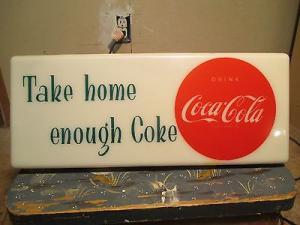 Take home
enough Coke
DRINK
Coca-Cola